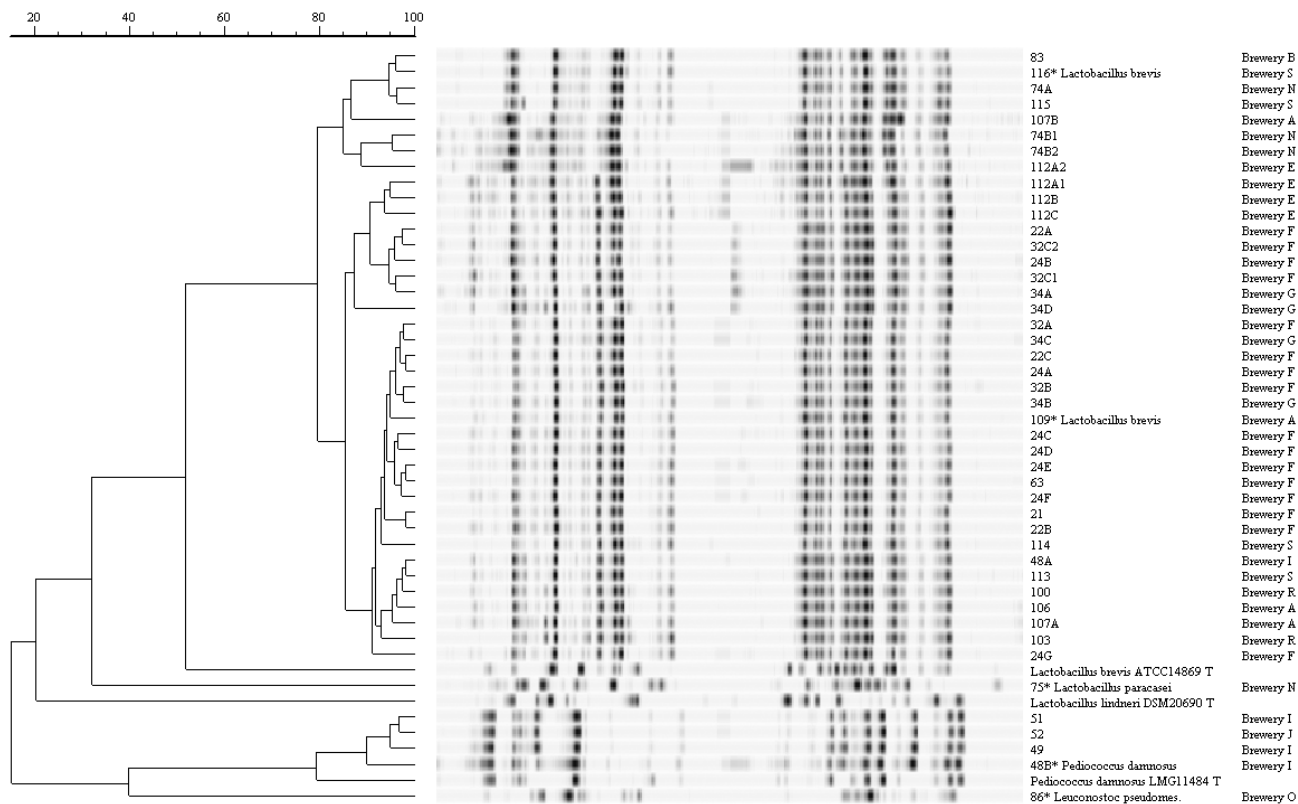 20 40 60 80 100
83 Brewery B
116* Lactobacillus brevis Brewery S
74A Brewery N
115 Brewery S
107B Brewery A
74B1 Brewery N
74B2 Brewery N
112A2 Brewery E
112A1 Brewery E
112B Brewery E
112C Brewery E
22A Brewery F
32C2 Brewery F
24B Brewery F
32C1 Brewery F
34A Brewery G
34D Brewery G
32A Brewery F
34C Brewery G
22C Brewery F
24A Brewery F
32B Brewery F
34B Brewery G
109* Lactobacillus brevis Brewery A
24C Brewery F
24D Brewery F
24E Brewery F
63 Brewery F
24F Brewery F
21 Brewery F
22B Brewery F
114 Brewery S
48A Brewery I
113 Brewery S
100 Brewery R
106 Brewery A
107A Brewery A
103 Brewery R
24G Brewery F
Lactobacillus brevis ATCC14869 T
75* Lactobacillus paracasei Brewery N
Lactobacillus lindneri DSM20690 T
51 Brewery I
52 Brewery J
49 Brewery I
48B* Pediococcus damnosus Brewery I
Pediococcus damnosus LMG11484 T
86* Leuconostoc pseudomes. Brewery O